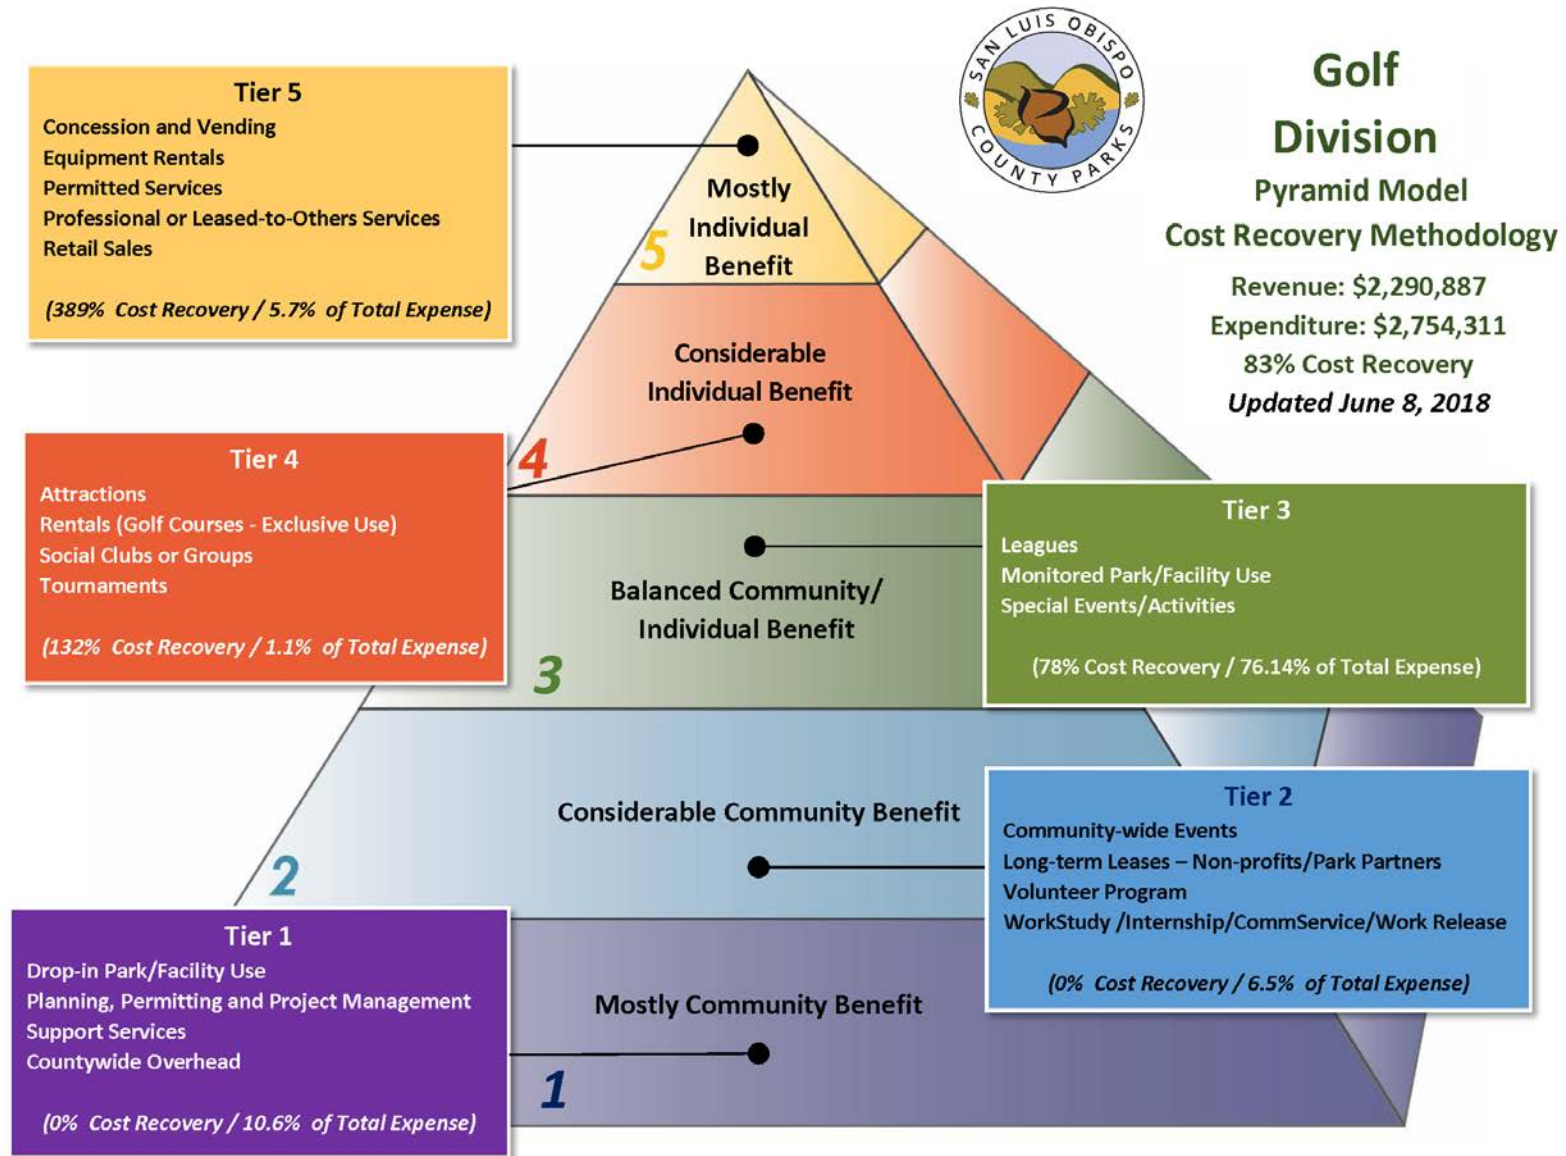 SAN LUIS OBISPO
COUNTY PARKS
Golf
Division
Pyramid Model
Cost Recovery Methodology
Revenue: $2,290,887
Expenditure: $2,754,311
83% Cost Recovery
Updated June 8, 2018
Tier 5
Concession and Vending
Equipment Rentals
Permitted Services
Professional or Leased-to-Others Services
Retail Sales
(389%  Cost Recovery / 5.7%  of Total Expense)
Mostly
Individual
Benefit
5
Considerable
Individual Benefit
4
Tier 4
Attractions
Rentals (Golf Courses - Exclusive Use)
Social Clubs or Groups
Tournaments
(132%  Cost Recovery / 1.1%  of Total Expense)
Balanced Community/
Individual Benefit
3
Tier 3
Leagues
Monitored Park/Facility Use
Special Events/Activities
(78% Cost Recovery / 76.14% of Total Expense)
Considerable Community Benefit
2
Tier 2
Community-wide Events
Long-term Leases – Non-profits/Park Partners
Volunteer Program
WorkStudy /Internship/CommService/Work Release
(0%  Cost Recovery / 6.5%  of Total Expense)
Tier 1
Drop-in Park/Facility Use
Planning, Permitting and Project Management
Support Services
Countywide Overhead
(0%  Cost Recovery / 10.6%  of Total Expense)
Mostly Community Benefit
1